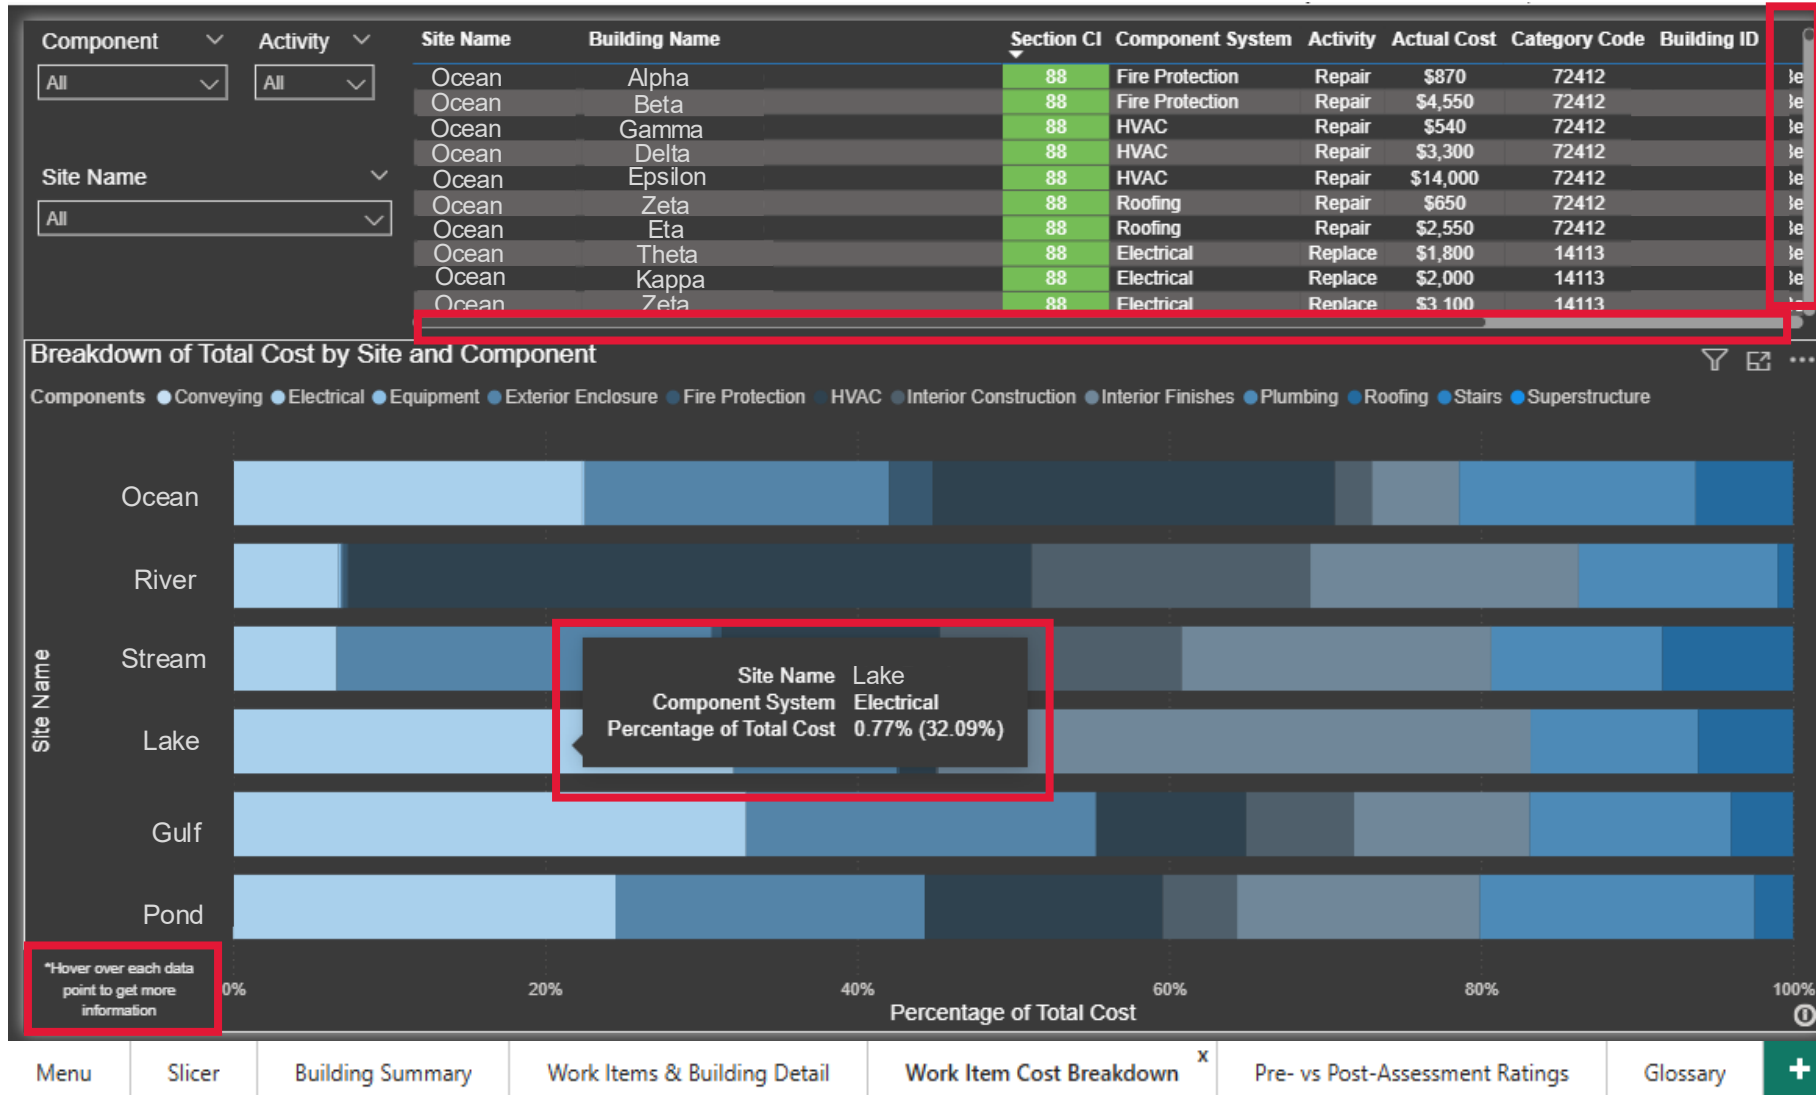 Component Activity Site Name Building Name Section CI Component System Activity Actual Cost Category Code Building ID
All All
Ocean Alpha 88 Fire Protection Repair $870 72412
Ocean Beta 88 Fire Protection Repair $4,550 72412
Ocean Gamma 88 HVAC Repair $540 72412
Ocean Delta 88 HVAC Repair $3,300 72412
Site Name
Ocean Epsilon 88 HVAC Repair $14,000 72412
Ocean Zeta 88 Roofing Repair $650 72412
All
Ocean Eta 88 Roofing Repair $2,550 72412
Ocean Theta 88 Electrical Replace $1,800 14113
Ocean Kappa 88 Electrical Replace $2,000 14113
Ocean Zeta 88 Electrical Replace $3,100 14113
Breakdown of Total Cost by Site and Component
Components Conveying Electrical Equipment Exterior Enclosure Fire Protection HVAC Interior Construction Interior Finishes Plumbing Roofing Stairs Superstructure
Site Name
Ocean
River
Stream
Lake
Gulf
Pond
Site Name Lake
Component System Electrical
Percentage of Total Cost 0.77% (32.09%)
*Hover over each data
point to get more
information
0% 20% 40% 60% 80% 100%
Percentage of Total Cost
Menu Slicer Building Summary Work Items & Building Detail Work Item Cost Breakdown x Pre- vs Post-Assessment Ratings Glossary +